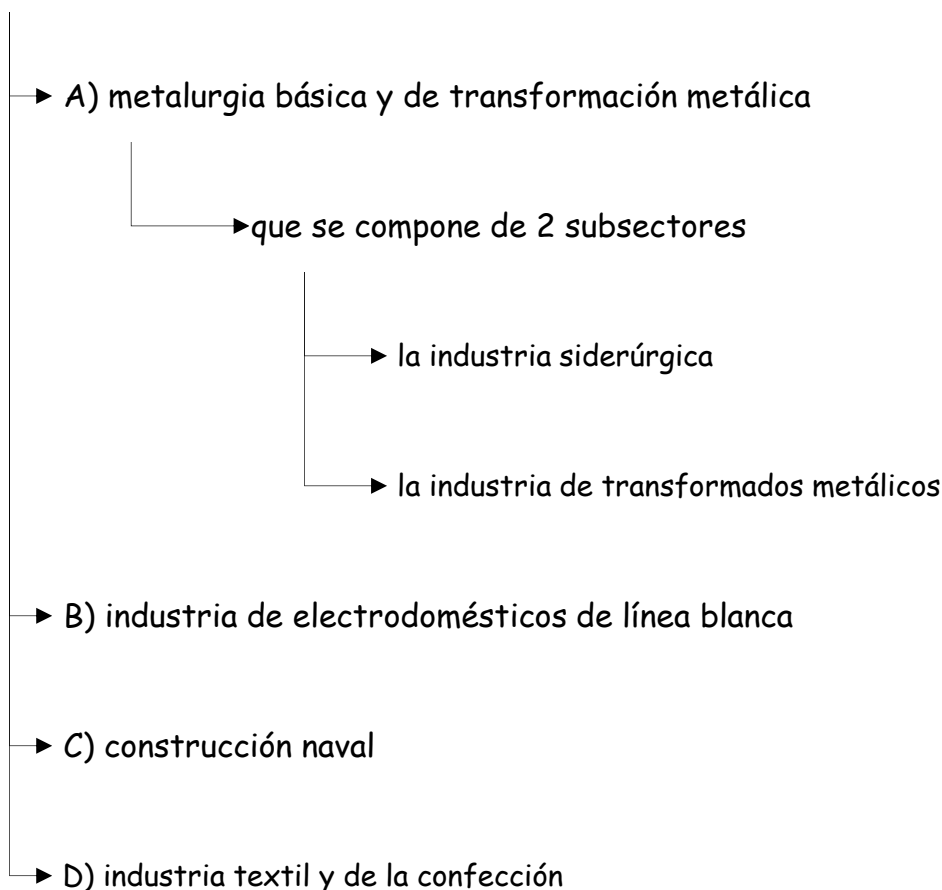 A) metalurgia básica y de transformación metálica
que se compone de 2 subsectores
la industria siderúrgica
la industria de transformados metálicos
B) industria de electrodomésticos de línea blanca
C) construcción naval
D) industria textil y de la confección